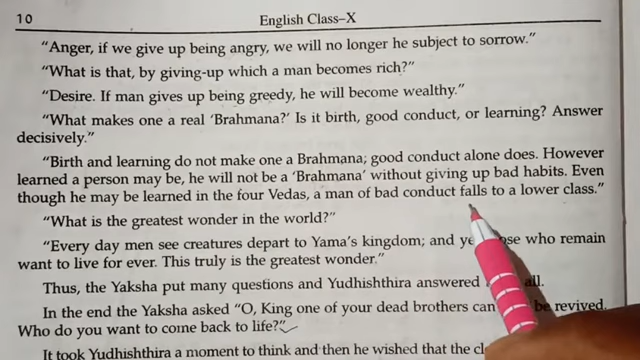 10 English Class–X
“Anger, if we give up being angry, we will no longer he subject to sorrow.”
“What is that, by giving-up which a man becomes rich?”
“Desire. If man gives up being greedy, he will become wealthy.”
“What makes one a real ‘Brahmana?’ Is it birth, good conduct, or learning? Answer
decisively.”
“Birth and learning do not make one a Brahmana; good conduct alone does. However
learned a person may be, he will not be a ‘Brahmana’ without giving up bad habits. Even
though he may be learned in the four Vedas, a man of bad conduct falls to a lower class.”
“What is the greatest wonder in the world?”
“Every day men see creatures depart to Yama’s kingdom; and who remain
want to live for ever. This truly is the greatest wonder.”
Thus, the Yaksha put many questions and Yudhishthira answered all.
In the end the Yaksha asked “O, King one of your dead brothers can be revived.
Who do you want to come back to life?”
It took Yudhishthira a moment to think and then he wished that the